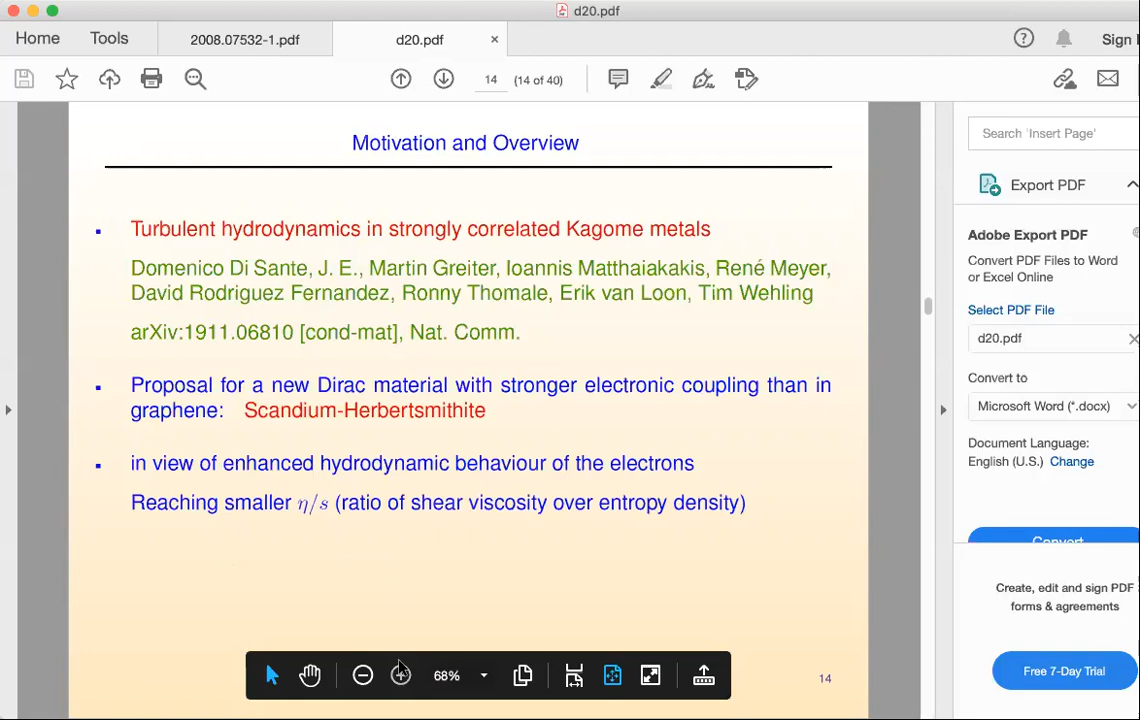 d20.pdf
Home Tools 2008.07532-1.pdf d20.pdf × Sign
14 (14 of 40)
Motivation and Overview
Turbulent hydrodynamics in strongly correlated Kagome metals
Domenico Di Sante, J. E., Martin Greiter, Ioannis Matthaiakakis, René Meyer,
David Rodriguez Fernandez, Ronny Thomale, Erik van Loon, Tim Wehling
arXiv:1911.06810 [cond-mat], Nat. Comm.
Proposal for a new Dirac material with stronger electronic coupling than in
graphene: Scandium-Herbertsmithite
in view of enhanced hydrodynamic behaviour of the electrons
Reaching smaller η/s (ratio of shear viscosity over entropy density)
68%
14
Search 'Insert Page'
Export PDF
Adobe Export PDF
Convert PDF Files to Word
or Excel Online
Select PDF File
d20.pdf ×
Convert to
Microsoft Word (*.docx)
Document Language:
English (U.S.) Change
Convert
Create, edit and sign PDF
forms & agreements
Free 7-Day Trial